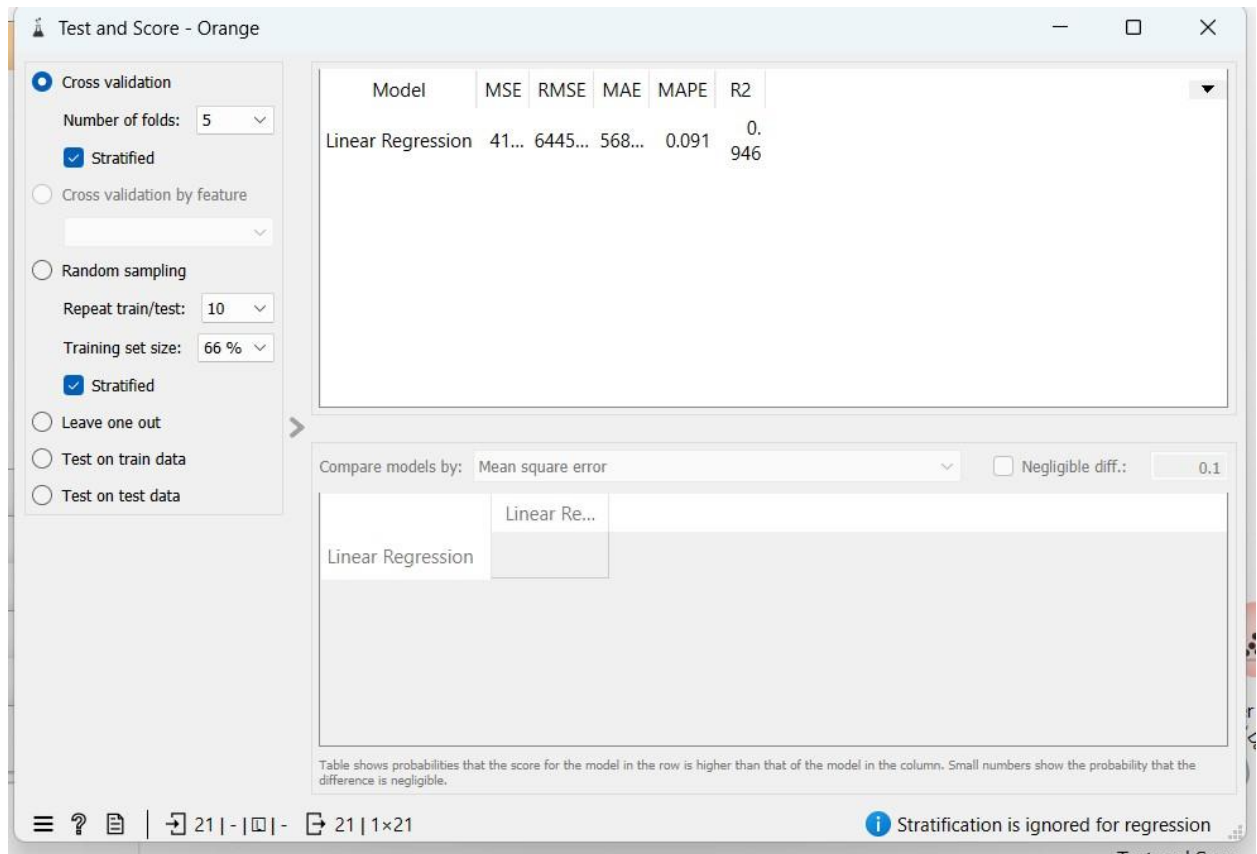 Test and Score - Orange
Cross validation
Number of folds: 5
Stratified
Cross validation by feature
Random sampling
Repeat train/test: 10
Training set size: 66 %
Stratified
Leave one out
Test on train data
Test on test data
Model MSE RMSE MAE MAPE R2
Linear Regression 41... 6445... 568... 0.091 0.
946
Compare models by: Mean square error Negligible diff.: 0.1
Linear Re...
Linear Regression
Table shows probabilities that the score for the model in the row is higher than that of the model in the column. Small numbers show the probability that the
difference is negligible.
21 | - | - 21 | 1×21
Stratification is ignored for regression